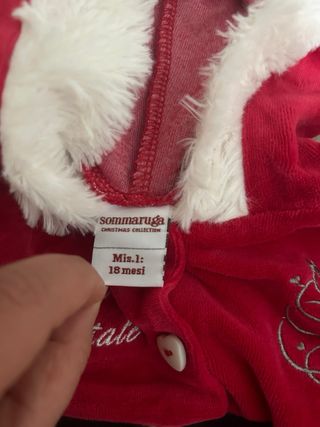 sommaruga
CHRISTMAS COLLECTION
Mis.1:
18 mesi